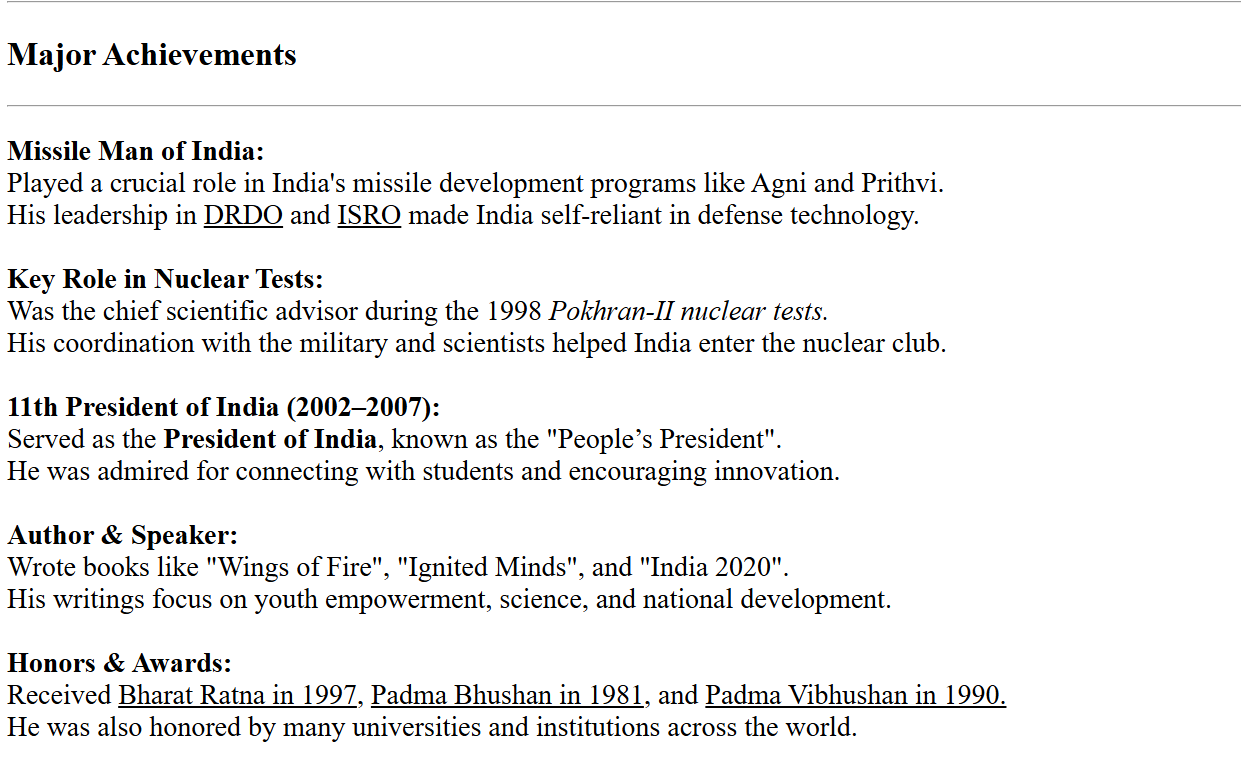 Major Achievements
Missile Man of India:
Played a crucial role in India's missile development programs like Agni and Prithvi.
His leadership in DRDO and ISRO made India self-reliant in defense technology.
Key Role in Nuclear Tests:
Was the chief scientific advisor during the 1998 Pokhran-II nuclear tests.
His coordination with the military and scientists helped India enter the nuclear club.
11th President of India (2002–2007):
Served as the President of India, known as the "People’s President".
He was admired for connecting with students and encouraging innovation.
Author & Speaker:
Wrote books like "Wings of Fire", "Ignited Minds", and "India 2020".
His writings focus on youth empowerment, science, and national development.
Honors & Awards:
Received Bharat Ratna in 1997, Padma Bhushan in 1981, and Padma Vibhushan in 1990.
He was also honored by many universities and institutions across the world.